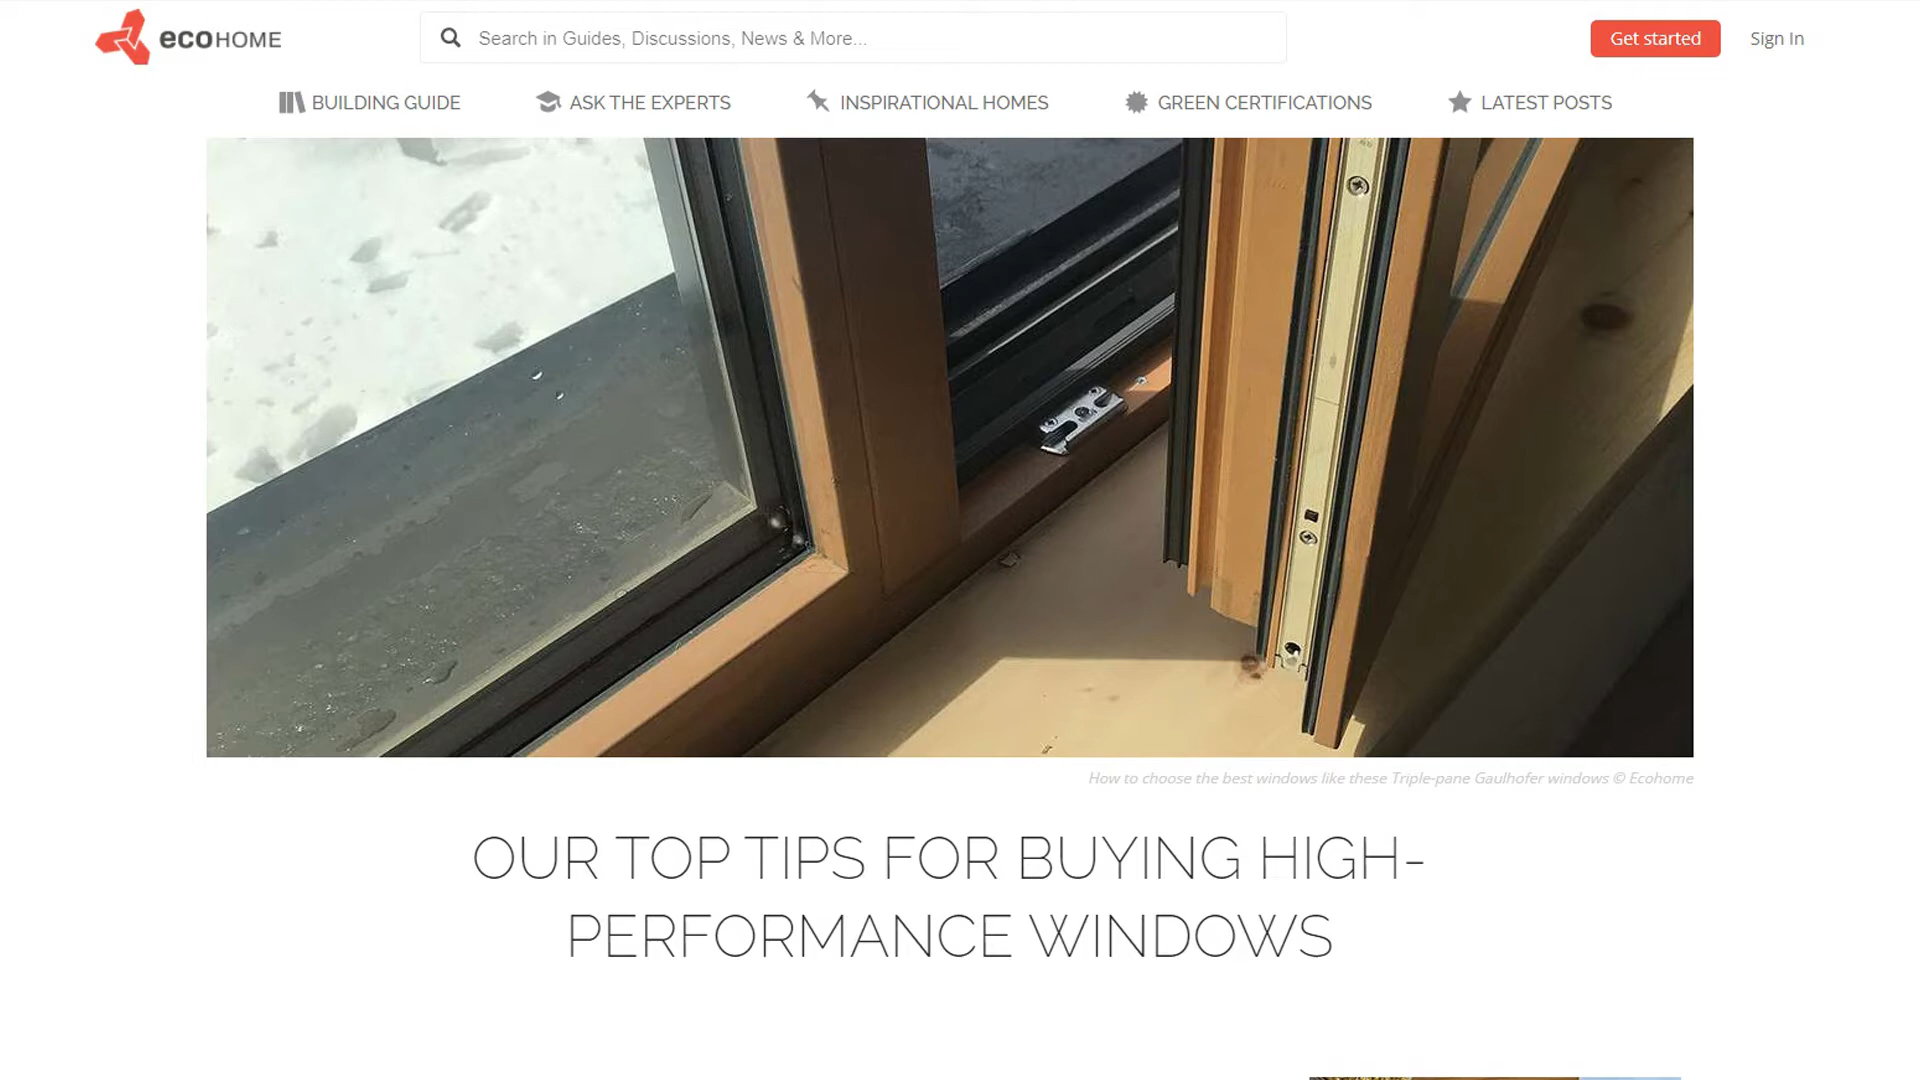 ecoHOME
Search in Guides, Discussions, News & More...
Get started
Sign In
BUILDING GUIDE
ASK THE EXPERTS
INSPIRATIONAL HOMES
GREEN CERTIFICATIONS
LATEST POSTS
How to choose the best windows like these Triple-pane Gaulhofer windows © Ecohome
OUR TOP TIPS FOR BUYING HIGH-
PERFORMANCE WINDOWS